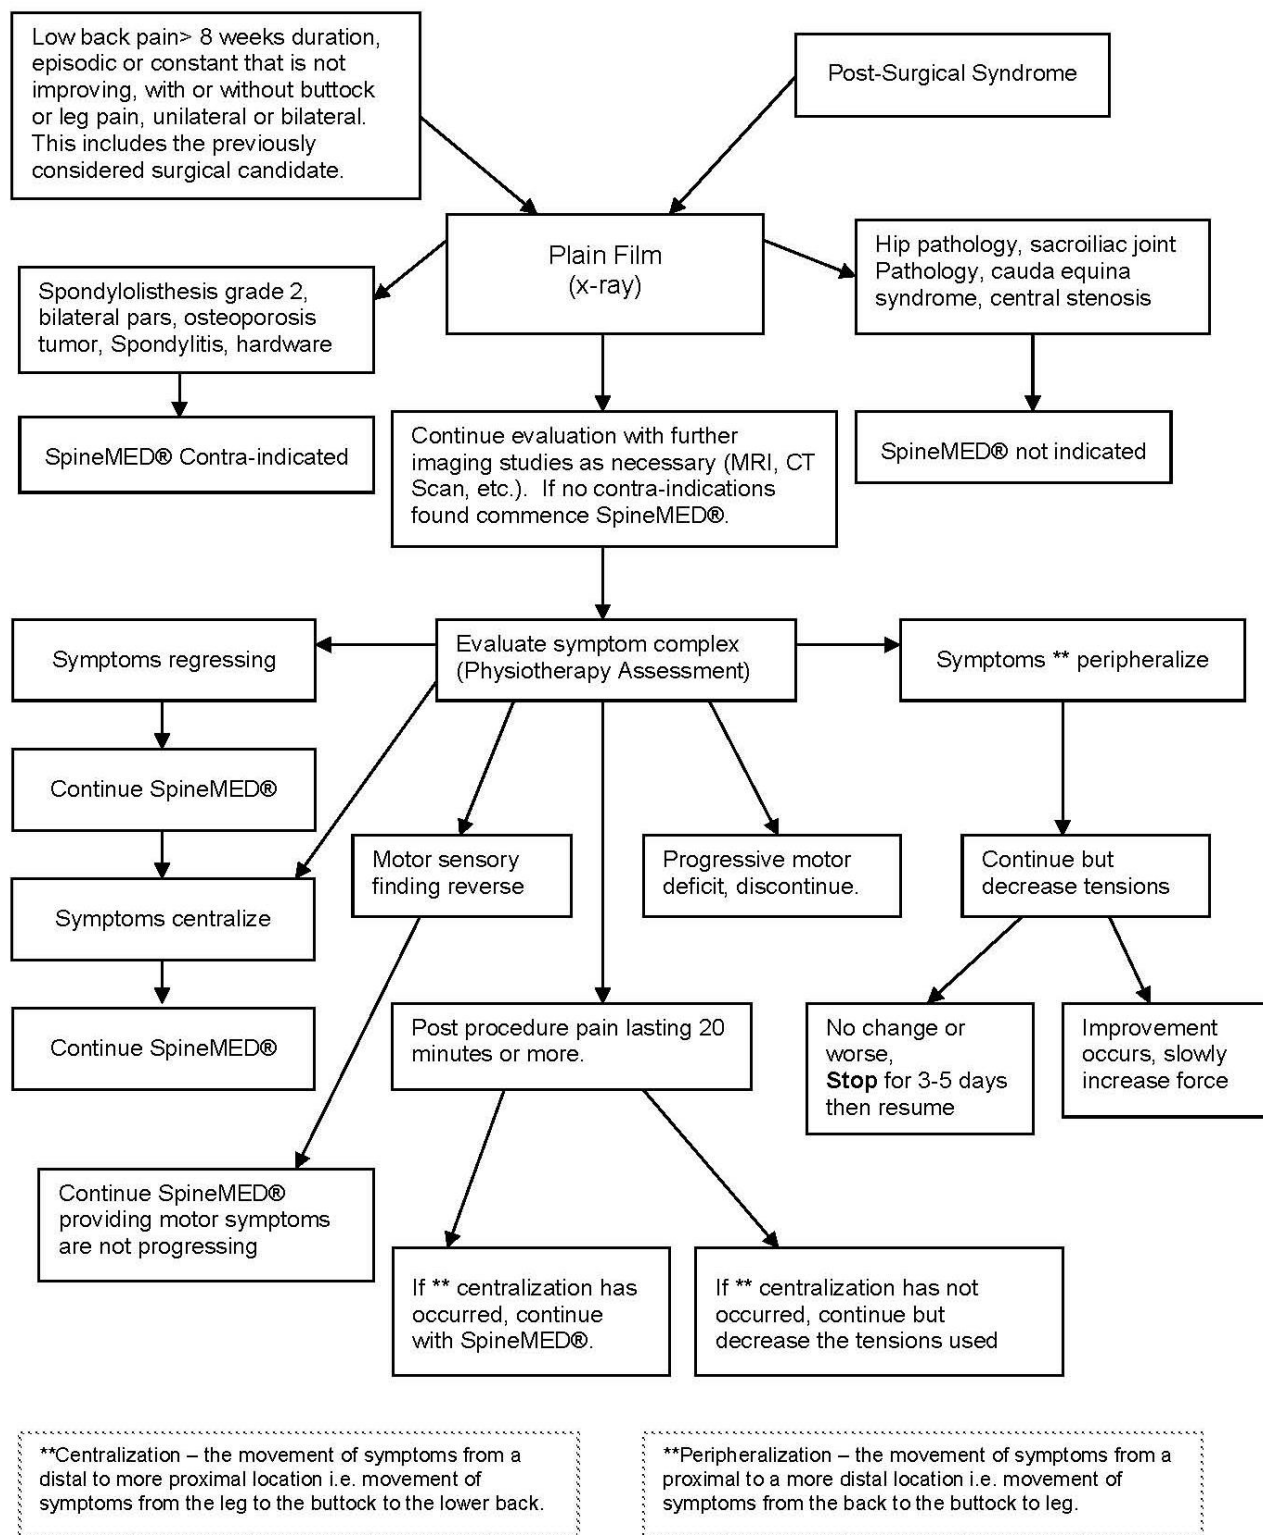 Low back pain> 8 weeks duration,
episodic or constant that is not
improving, with or without buttock
or leg pain, unilateral or bilateral.
This includes the previously
considered surgical candidate.
Post-Surgical Syndrome
Plain Film
(x-ray)
Spondylolisthesis grade 2,
bilateral pars, osteoporosis
tumor, Spondylitis, hardware
Hip pathology, sacroiliac joint
Pathology, cauda equina
syndrome, central stenosis
SpineMED® Contra-indicated
Continue evaluation with further
imaging studies as necessary (MRI, CT
Scan, etc.).  If no contra-indications
found commence SpineMED®.
SpineMED® not indicated
Symptoms regressing
Evaluate symptom complex
(Physiotherapy Assessment)
Symptoms ** peripheralize
Continue SpineMED®
Symptoms centralize
Continue SpineMED®
Motor sensory
finding reverse
Progressive motor
deficit, discontinue.
Continue but
decrease tensions
Post procedure pain lasting 20
minutes or more.
No change or
worse,
Stop for 3-5 days
then resume
Improvement
occurs, slowly
increase force
Continue SpineMED®
providing motor symptoms
are not progressing
If ** centralization has
occurred, continue
with SpineMED®.
If ** centralization has not
occurred, continue but
decrease the tensions used
**Centralization – the movement of symptoms from a
distal to more proximal location i.e. movement of
symptoms from the leg to the buttock to the lower back.
**Peripheralization – the movement of symptoms from a
proximal to a more distal location i.e. movement of
symptoms from the back to the buttock to leg.